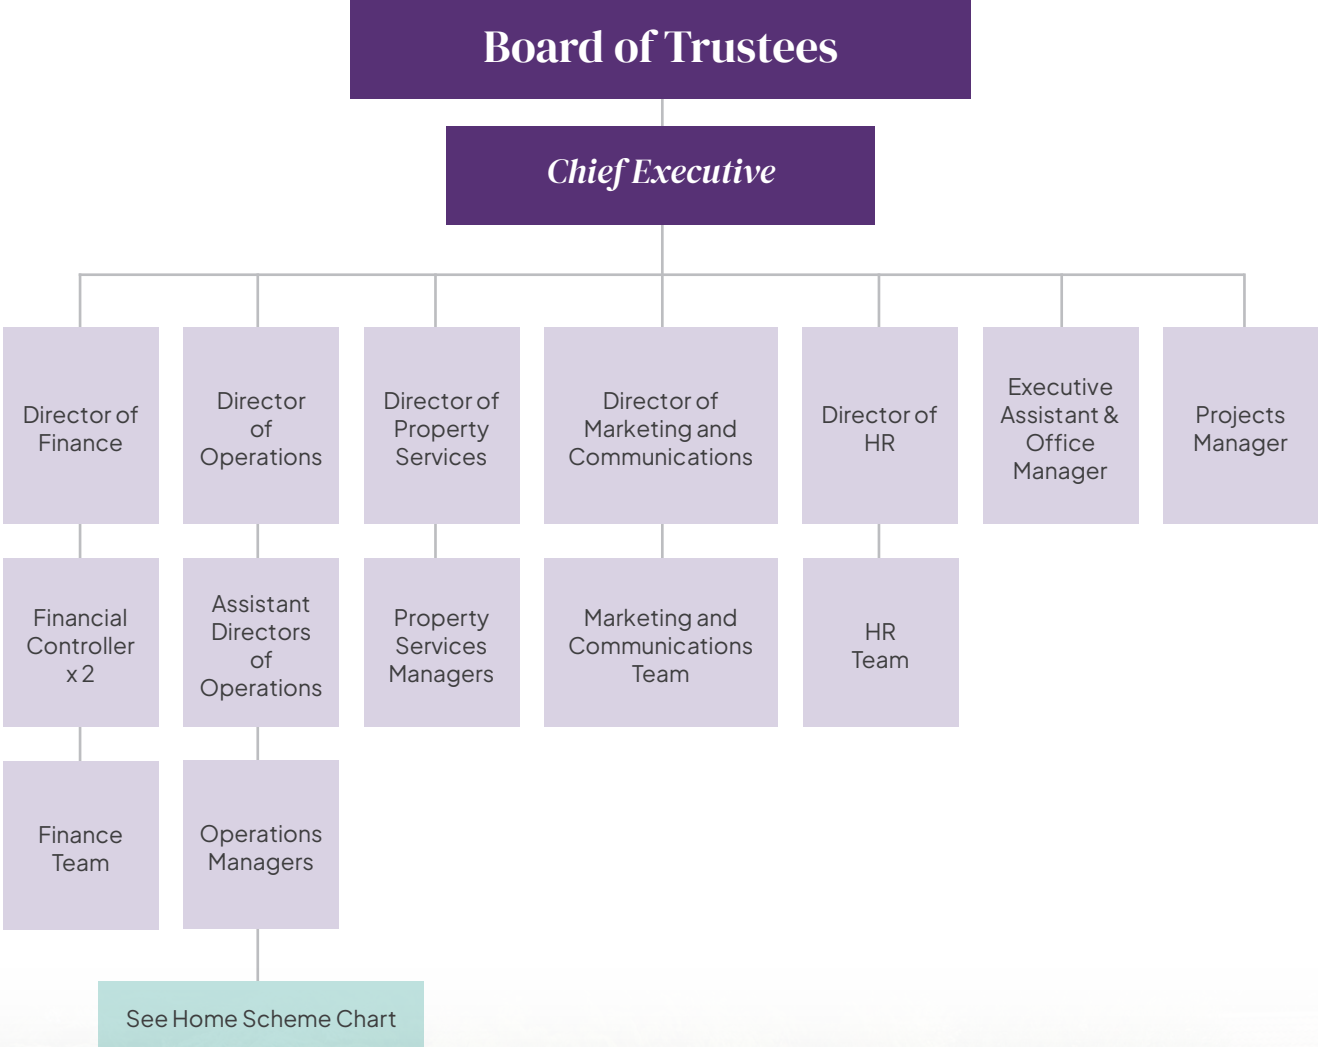 Board of Trustees
Chief Executive
Director of
Finance
Director
of
Operations
Director of
Property
Services
Director of
Marketing and
Communications
Director of
HR
Executive
Assistant &
Office
Manager
Projects
Manager
Financial
Controller
x 2
Assistant
Directors
of
Operations
Property
Services
Managers
Marketing and
Communications
Team
HR
Team
Finance
Team
Operations
Managers
See Home Scheme Chart